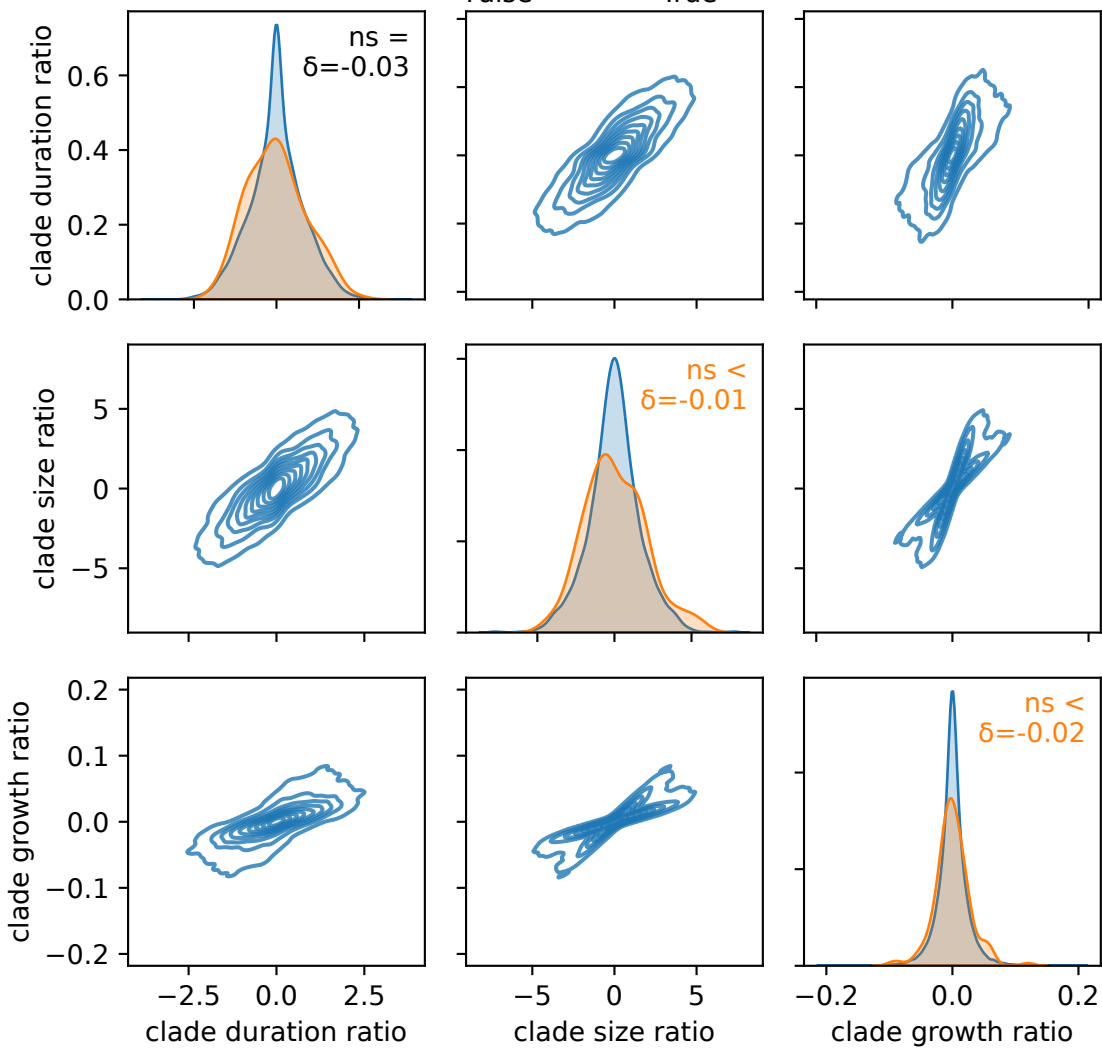 clade duration ratio
0.6
0.4
0.2
0.0
ns =
δ=-0.03
clade size ratio
5
0
−5
ns <
δ=-0.01
clade growth ratio
0.2
0.1
0.0
−0.1
−0.2
ns <
δ=-0.02
−2.5
0.0
2.5
−5
0
5
−0.2
0.0
0.2
clade duration ratio
clade size ratio
clade growth ratio